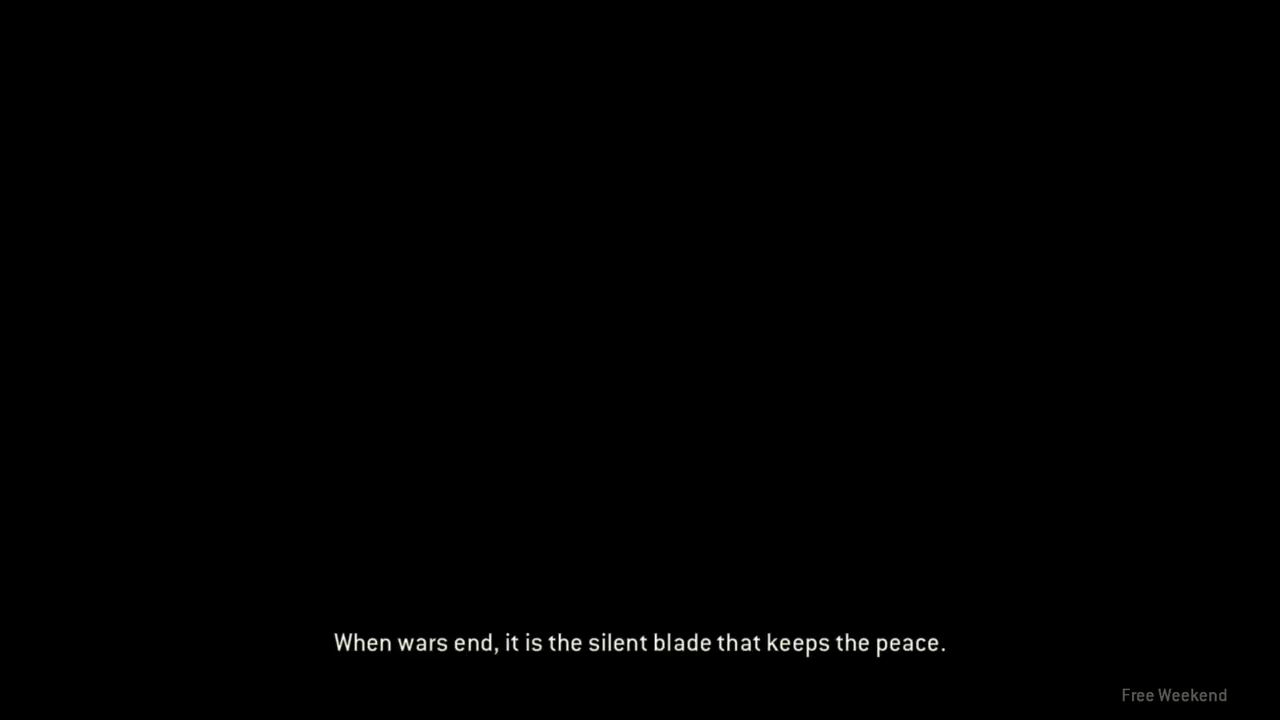 When wars end, it is the silent blade that keeps the peace.
Free Weekend